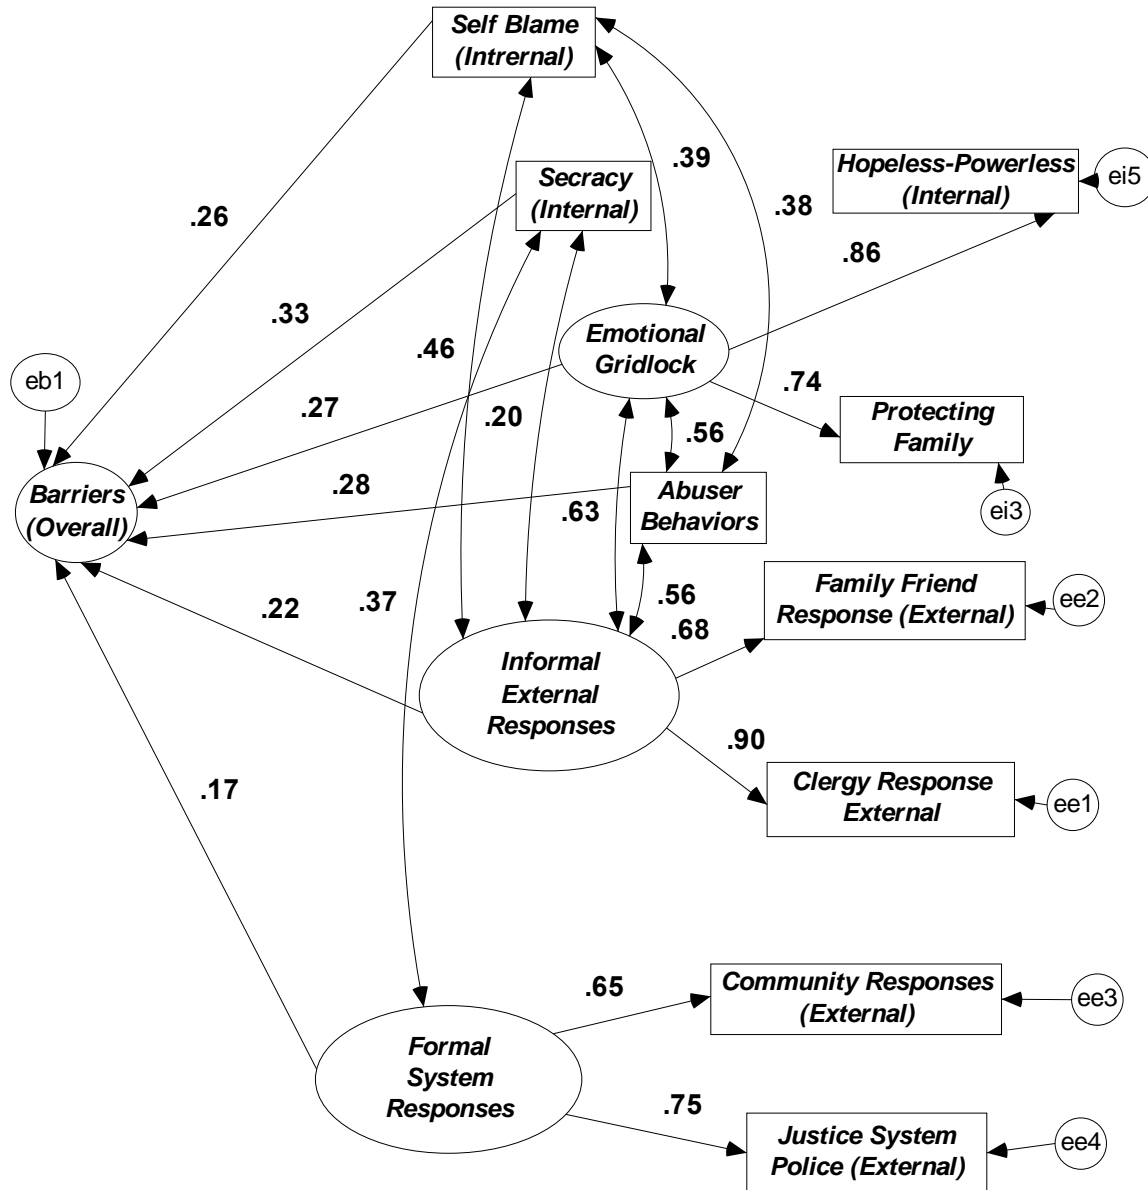 Self Blame
(Intrernal)
.39
Hopeless-Powerless
(Internal)
ei5
Secracy
(Internal)
.38
.26
.86
.33
Emotional
Gridlock
.46
eb1
.74
.27
.20
Protecting
Family
.56
.28
Barriers
(Overall)
Abuser
Behaviors
.63
ei3
Family Friend
Response (External)
ee2
.37
.56
.22
.68
Informal
External
Responses
.90
Clergy Response
External
ee1
.17
.65
Community Responses
(External)
ee3
Formal
System
Responses
.75
Justice System
Police (External)
ee4